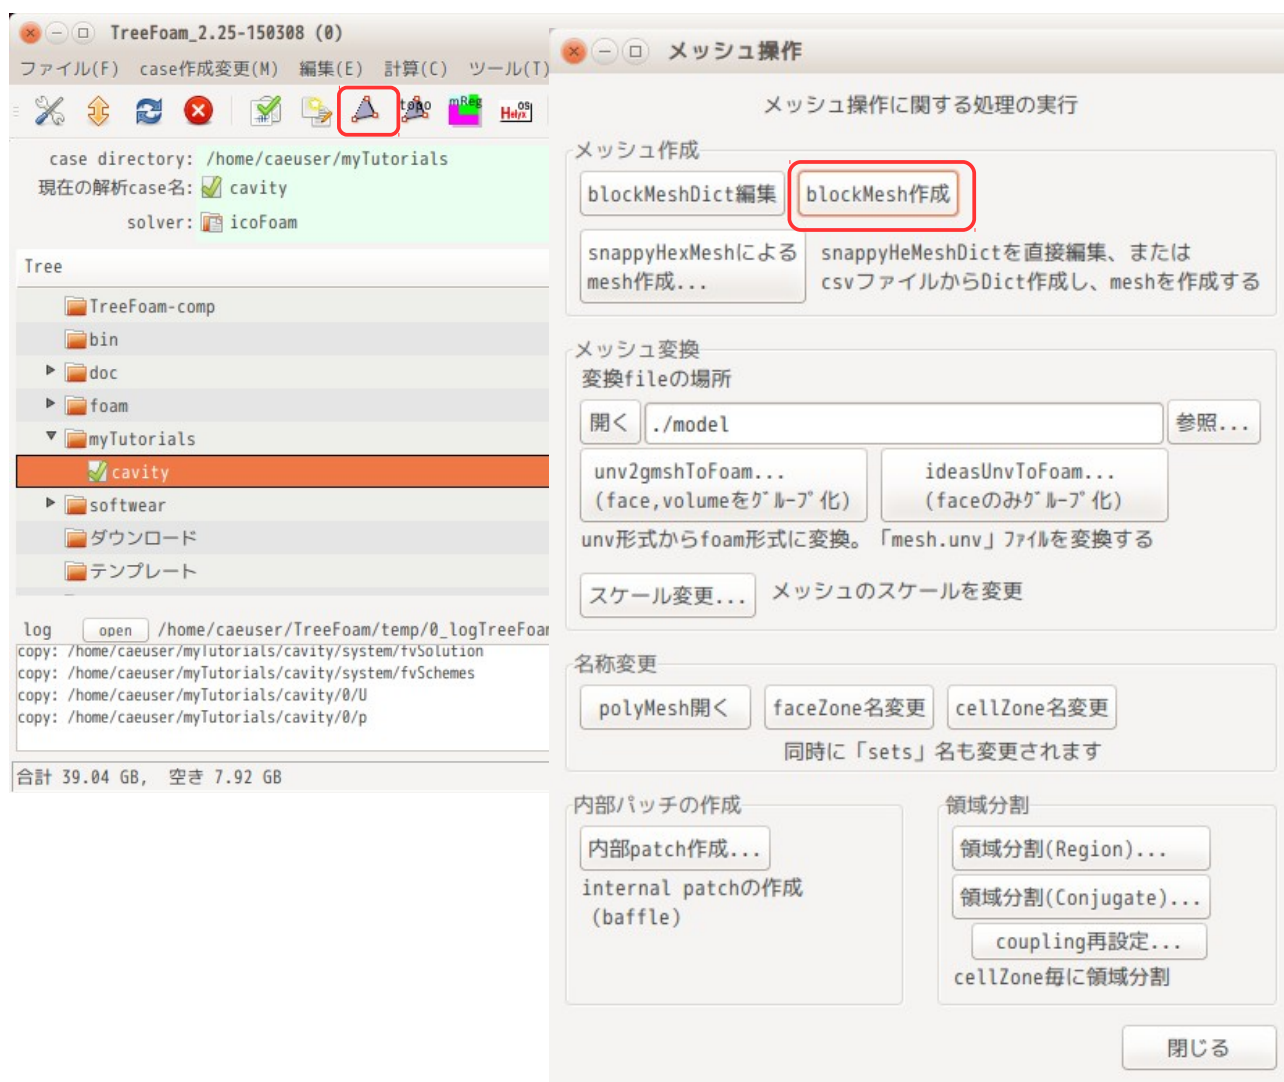 TreeFoam_2.25-150308 (0)
ファイル(F) case作成変更(M) 編集(E) 計算(C) ツール(T)
topo
mReg
Helyx OS
case directory: /home/caeuser/myTutorials
現在の解析case名: cavity
solver: icoFoam
Tree
TreeFoam-comp
bin
doc
foam
myTutorials
cavity
softwear
ダウンロード
テンプレート
log open /home/caeuser/TreeFoam/temp/0_logTreeFoam
copy: /home/caeuser/myTutorials/cavity/system/fvSolution
copy: /home/caeuser/myTutorials/cavity/system/fvSchemes
copy: /home/caeuser/myTutorials/cavity/0/U
copy: /home/caeuser/myTutorials/cavity/0/p
合計 39.04 GB, 空き 7.92 GB
メッシュ操作
メッシュ操作に関する処理の実行
メッシュ作成
blockMeshDict編集 blockMesh作成
snappyHexMeshによる
mesh作成...
snappyHeMeshDictを直接編集、または
csvファイルからDict作成し、meshを作成する
メッシュ変換
変換fileの場所
開く ./model 参照...
unv2gmshToFoam...
(face,volumeをグループ化)
ideasUnvToFoam...
(faceのみグループ化)
unv形式からfoam形式に変換。「mesh.unv」ファイルを変換する
スケール変更... メッシュのスケールを変更
名称変更
polyMesh開く faceZone名変更 cellZone名変更
同時に「sets」名も変更されます
内部パッチの作成
内部patch作成...
internal patchの作成
(baffle)
領域分割
領域分割(Region)...
領域分割(Conjugate)...
coupling再設定...
cellZone毎に領域分割
閉じる